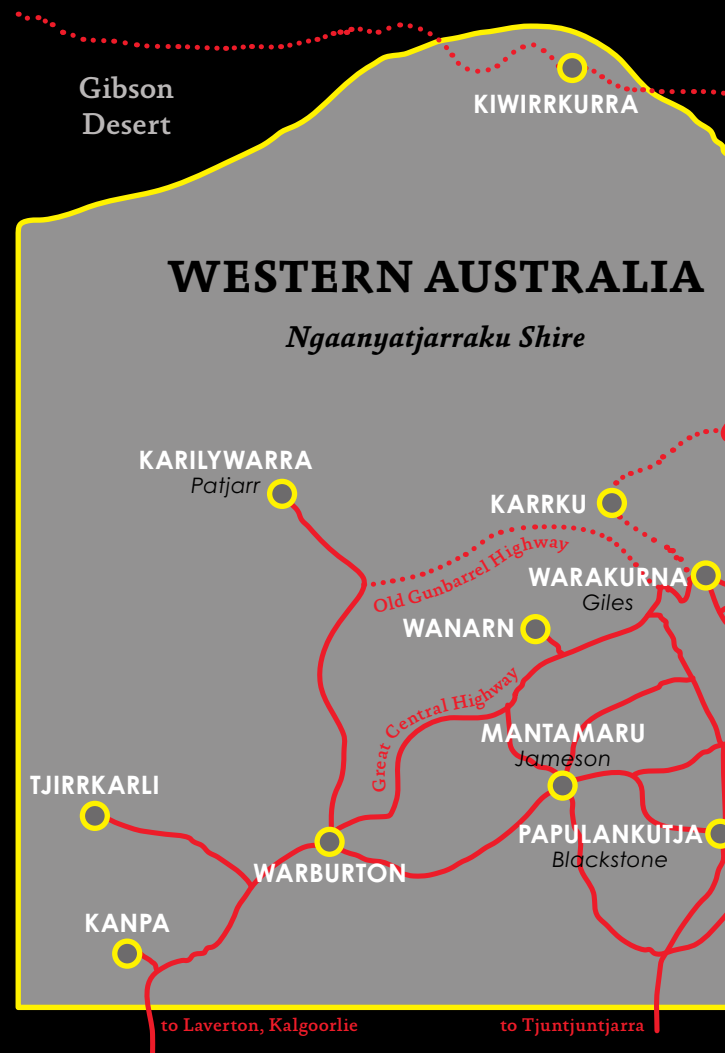 Gibson
Desert
KIWIRRKURRA
WESTERN AUSTRALIA
Ngaanyatjarraku Shire
KARILYWARRA
Patjarr
KARRKU
Old Gunbarrel Highway
WARAKURNA
Giles
WANARN
Great Central Highway
MANTAMARU
Jameson
TJIRRKARLI
PAPULANKUTJA
Blackstone
WARBURTON
KANPA
to Laverton, Kalgoorlie
to Tjuntjuntjarra